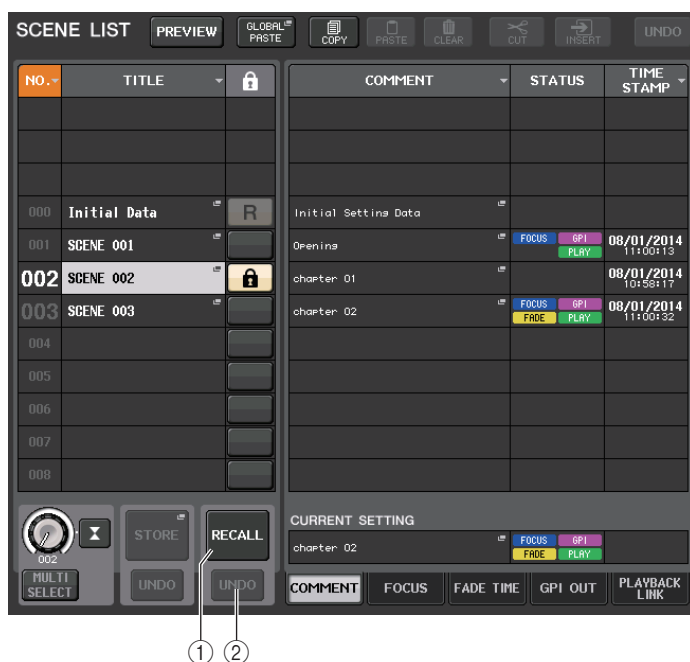 SCENE LIST PREVIEW GLOBAL PASTE COPY PASTE CLEAR CUT INSERT UNDO
NO. TITLE COMMENT STATUS TIME STAMP
000 Initial Data R Initial Setting Data
001 SCENE 001 Opening FOCUS GPI PLAY 08/01/2014 11:00:13
002 SCENE 002 chapter 01 08/01/2014 10:58:17
003 SCENE 003 chapter 02 FOCUS GPI FADE PLAY 08/01/2014 11:00:32
004
005
006
007
008
002 STORE RECALL
MULTI SELECT UNDO UNDO
CURRENT SETTING
chapter 02 FOCUS GPI FADE PLAY
COMMENT FOCUS FADE TIME GPI OUT PLAYBACK LINK
① ②